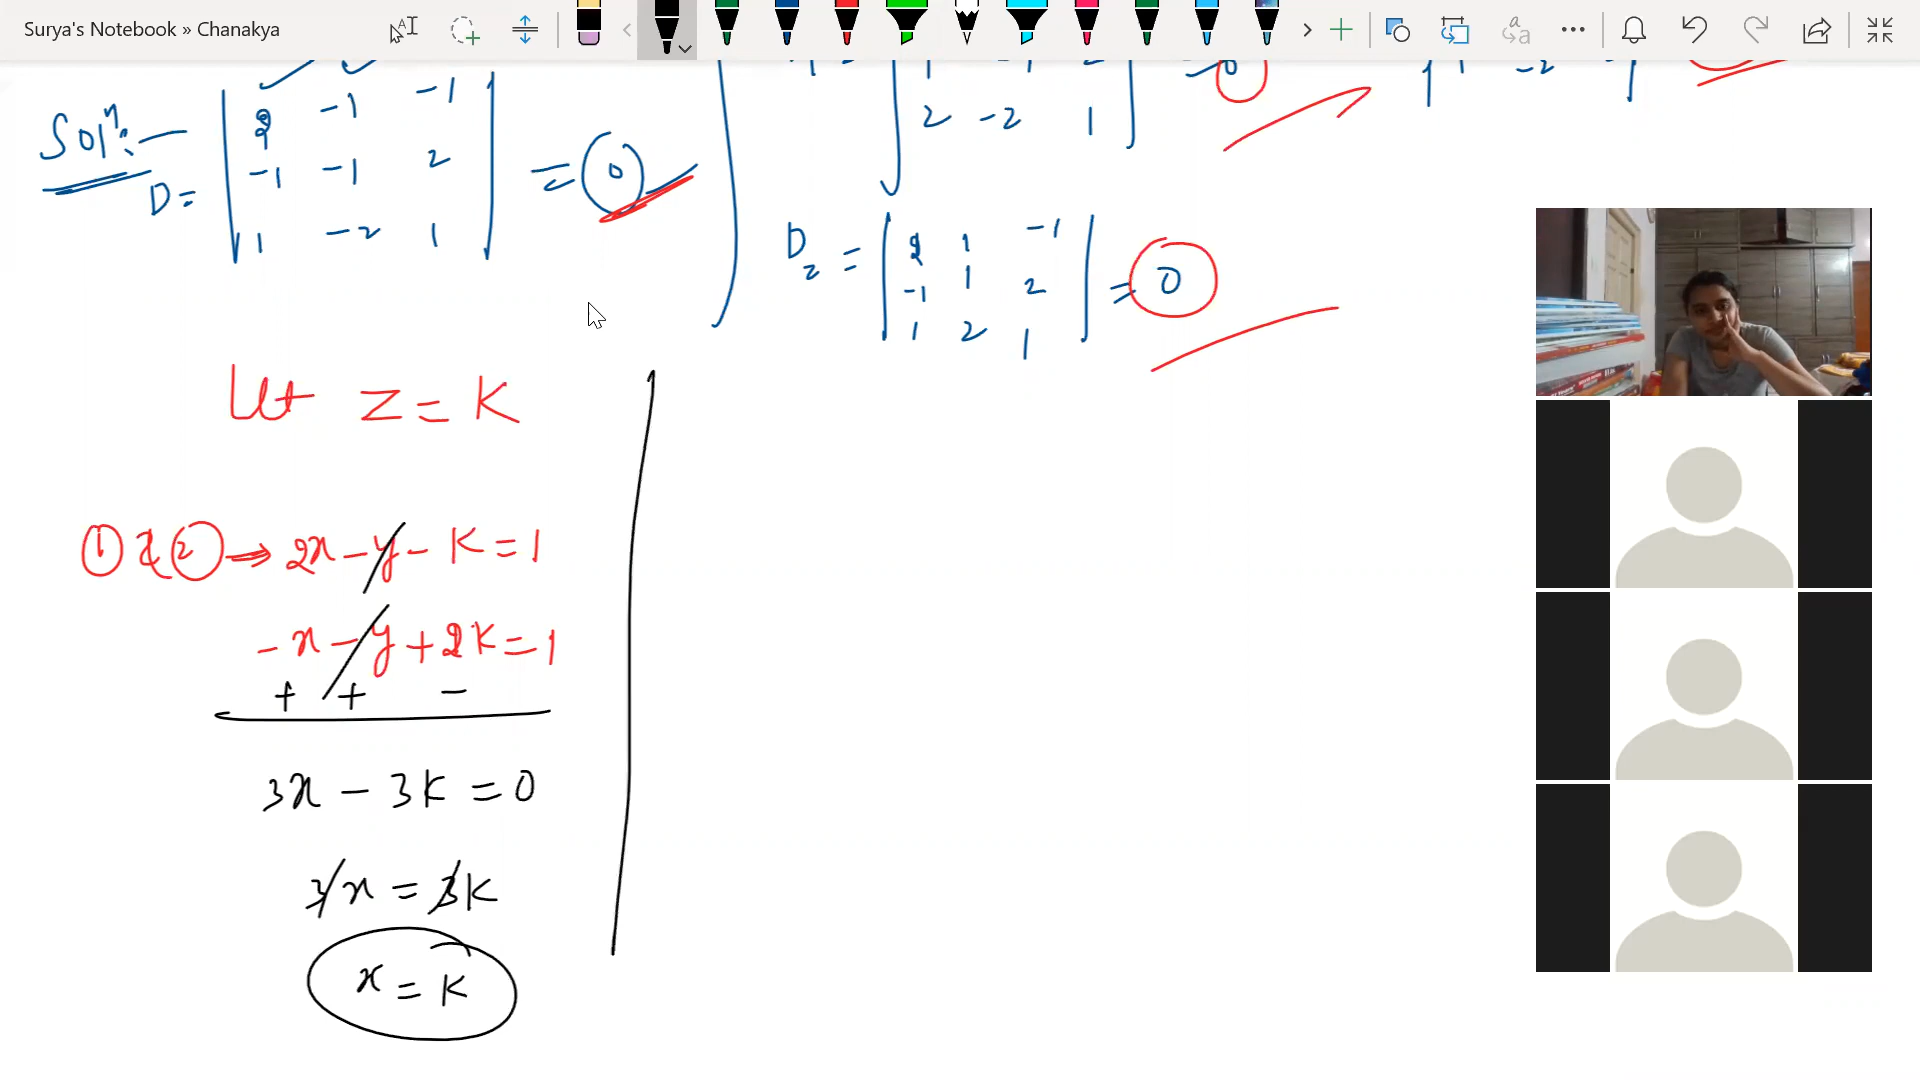 Surya's Notebook » Chanakya
Solⁿ:—
D = | 2 -1 -1 |
| -1 -1 2 | = 0
| 1 -2 1 |
2 -2 1
D₂ = | 2 1 -1 |
| -1 1 2 | = 0
| 1 2 1 |
Let z = K
① & ② → 2x - y - K = 1
- x - y + 2K = 1
+ + -
3x - 3K = 0
3x = 3K
x = K